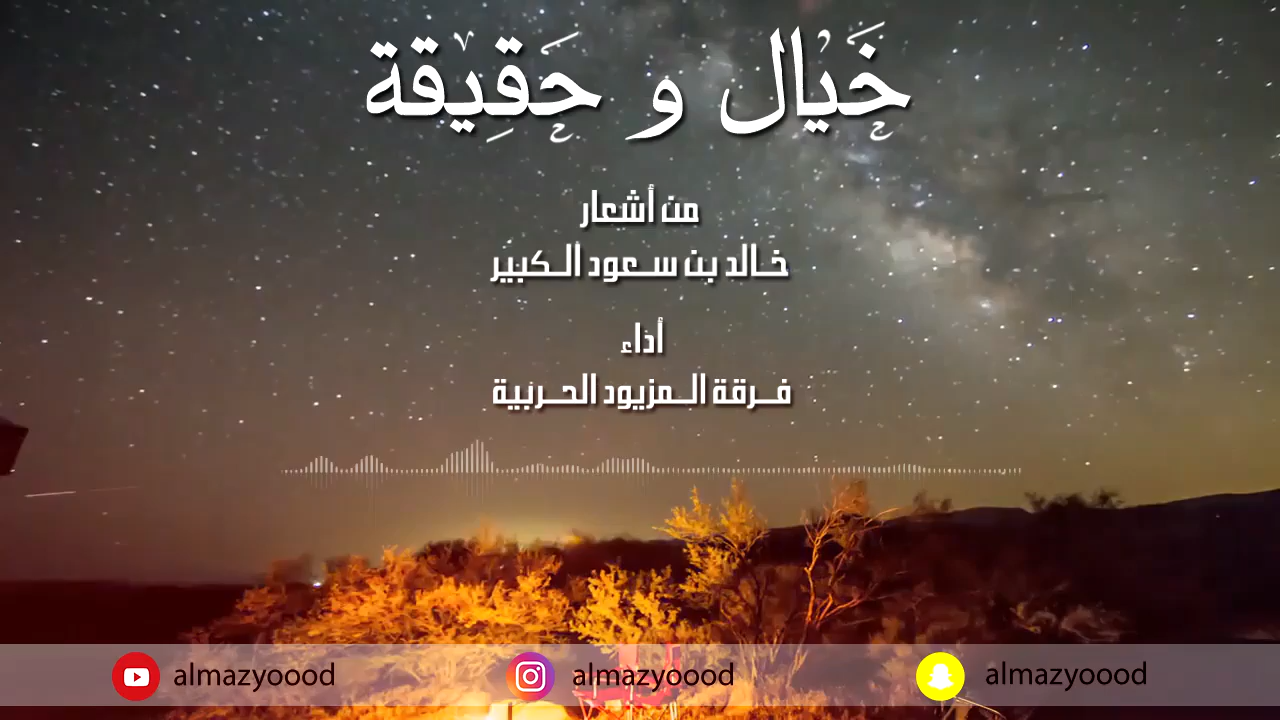 خَيَال و حَقِيقة
من أشعار
خالد بن سعود الكبير
أداء
فرقة المزيود الحربية
almazyoood almazyoood almazyoood